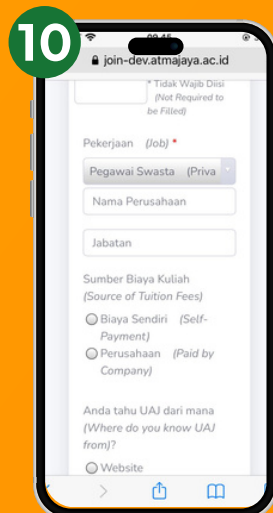 10
09.45
join-dev.atmajaya.ac.id
* Tidak Wajib Diisi
(Not Required to
be Filled)
Pekerjaan (Job) *
Pegawai Swasta (Priva
Nama Perusahaan
Jabatan
Sumber Biaya Kuliah
(Source of Tuition Fees)
Biaya Sendiri (Self-
Payment)
Perusahaan (Paid by
Company)
Anda tahu UAJ dari mana
(Where do you know UAJ
from)?
Website